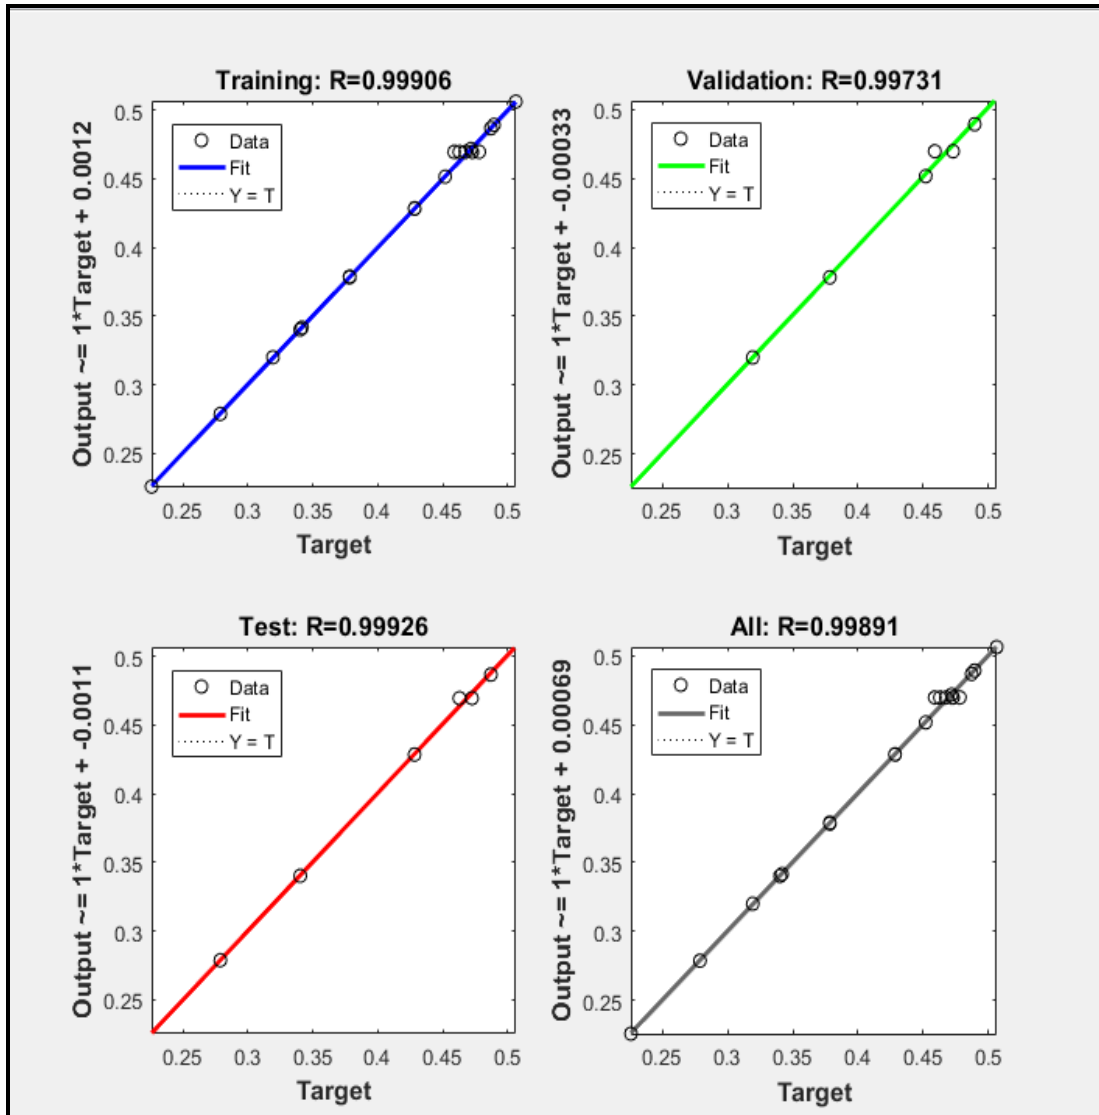 Training: R=0.99906
Output ~= 1*Target + 0.0012
0.5
0.45
0.4
0.35
0.3
0.25
Data
Fit
Y = T
0.25 0.3 0.35 0.4 0.45 0.5
Target
Validation: R=0.99731
Output ~= 1*Target + -0.00033
0.5
0.45
0.4
0.35
0.3
0.25
Data
Fit
Y = T
0.25 0.3 0.35 0.4 0.45 0.5
Target
Test: R=0.99926
Output ~= 1*Target + -0.0011
0.5
0.45
0.4
0.35
0.3
0.25
Data
Fit
Y = T
0.25 0.3 0.35 0.4 0.45 0.5
Target
All: R=0.99891
Output ~= 1*Target + 0.00069
0.5
0.45
0.4
0.35
0.3
0.25
Data
Fit
Y = T
0.25 0.3 0.35 0.4 0.45 0.5
Target